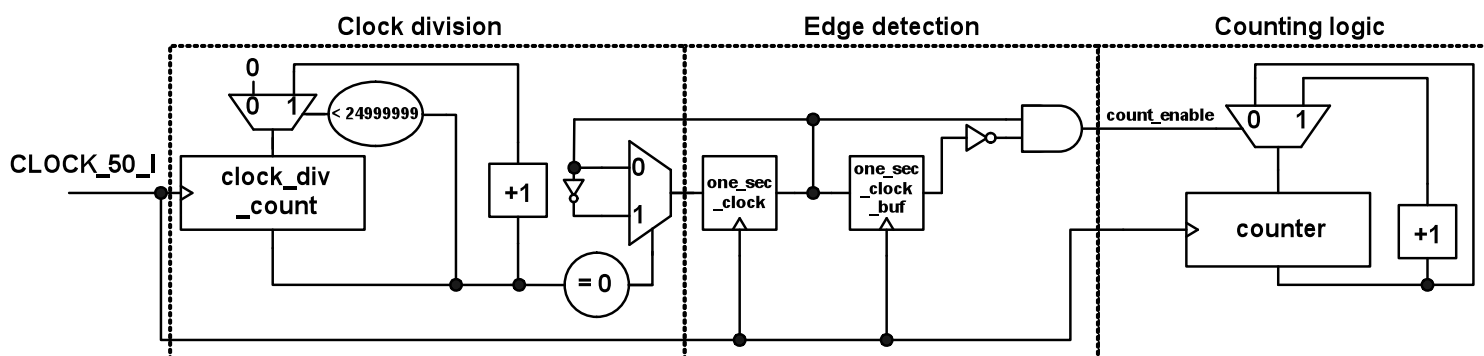 Clock division
Edge detection
Counting logic
0
0 1
< 24999999
CLOCK_50_I
clock_div
_count
+1
0
1
= 0
one_sec
_clock
one_sec
_clock
_buf
count_enable
0 1
counter
+1